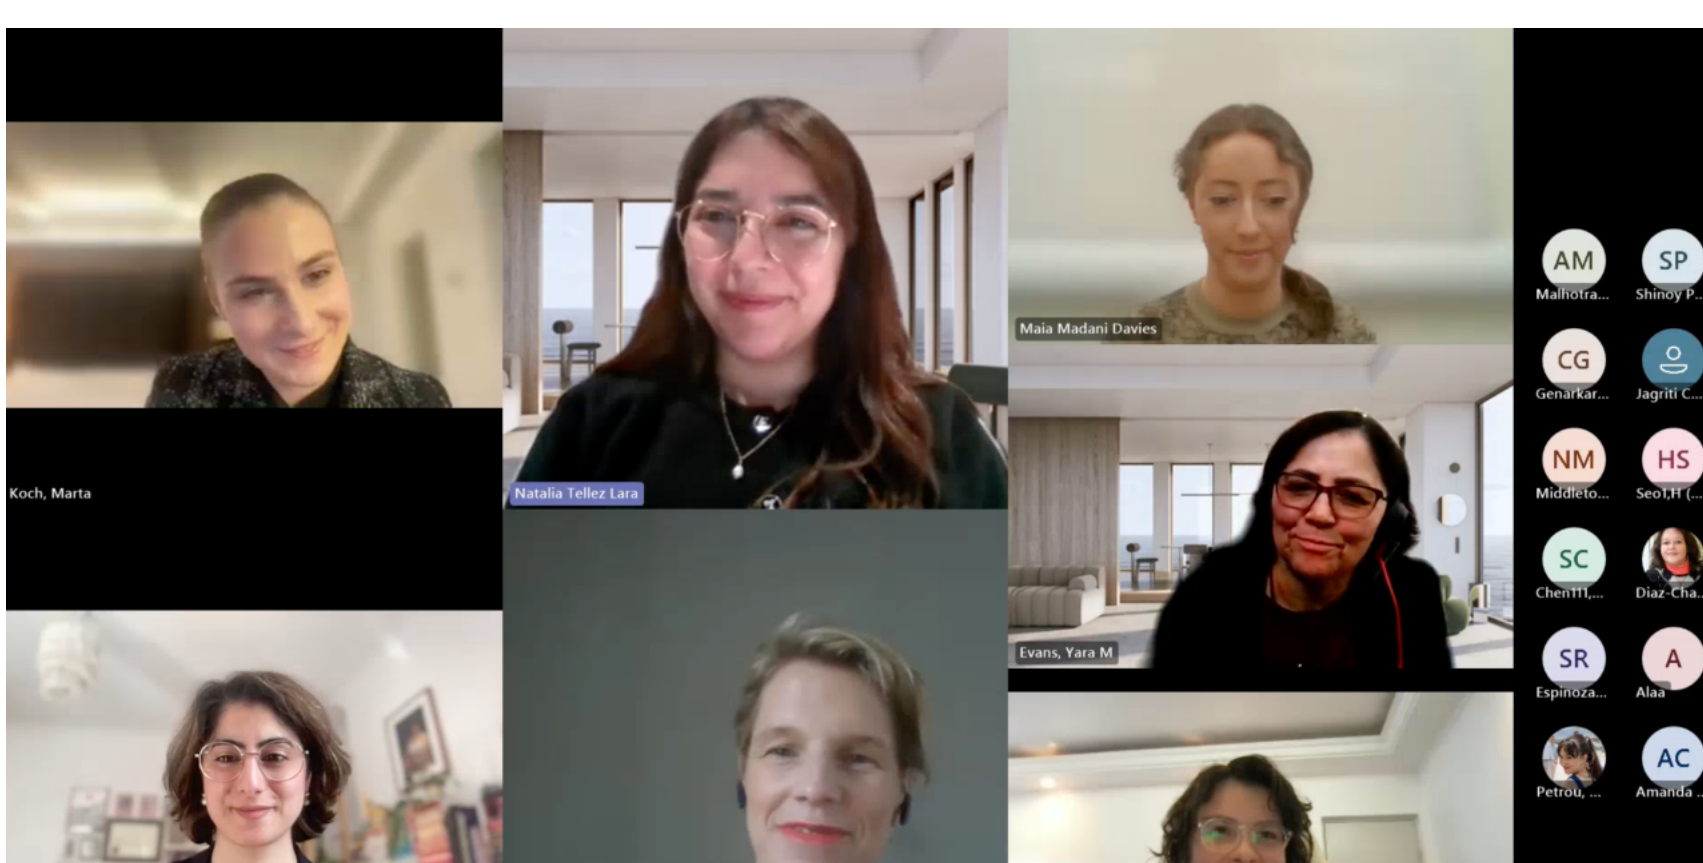 Koch, Marta
Natalia Tellez Lara
Maia Madani Davies
Evans, Yara M
AM
Malhotra...
SP
Shinoy P...
CG
Genarkar...
Jagriti C...
NM
Middleto...
HS
Seo1,H (...
SC
Chen111,...
Diaz-Cha...
SR
Espinoza...
A
Alaa
Petrou, ...
AC
Amanda ...